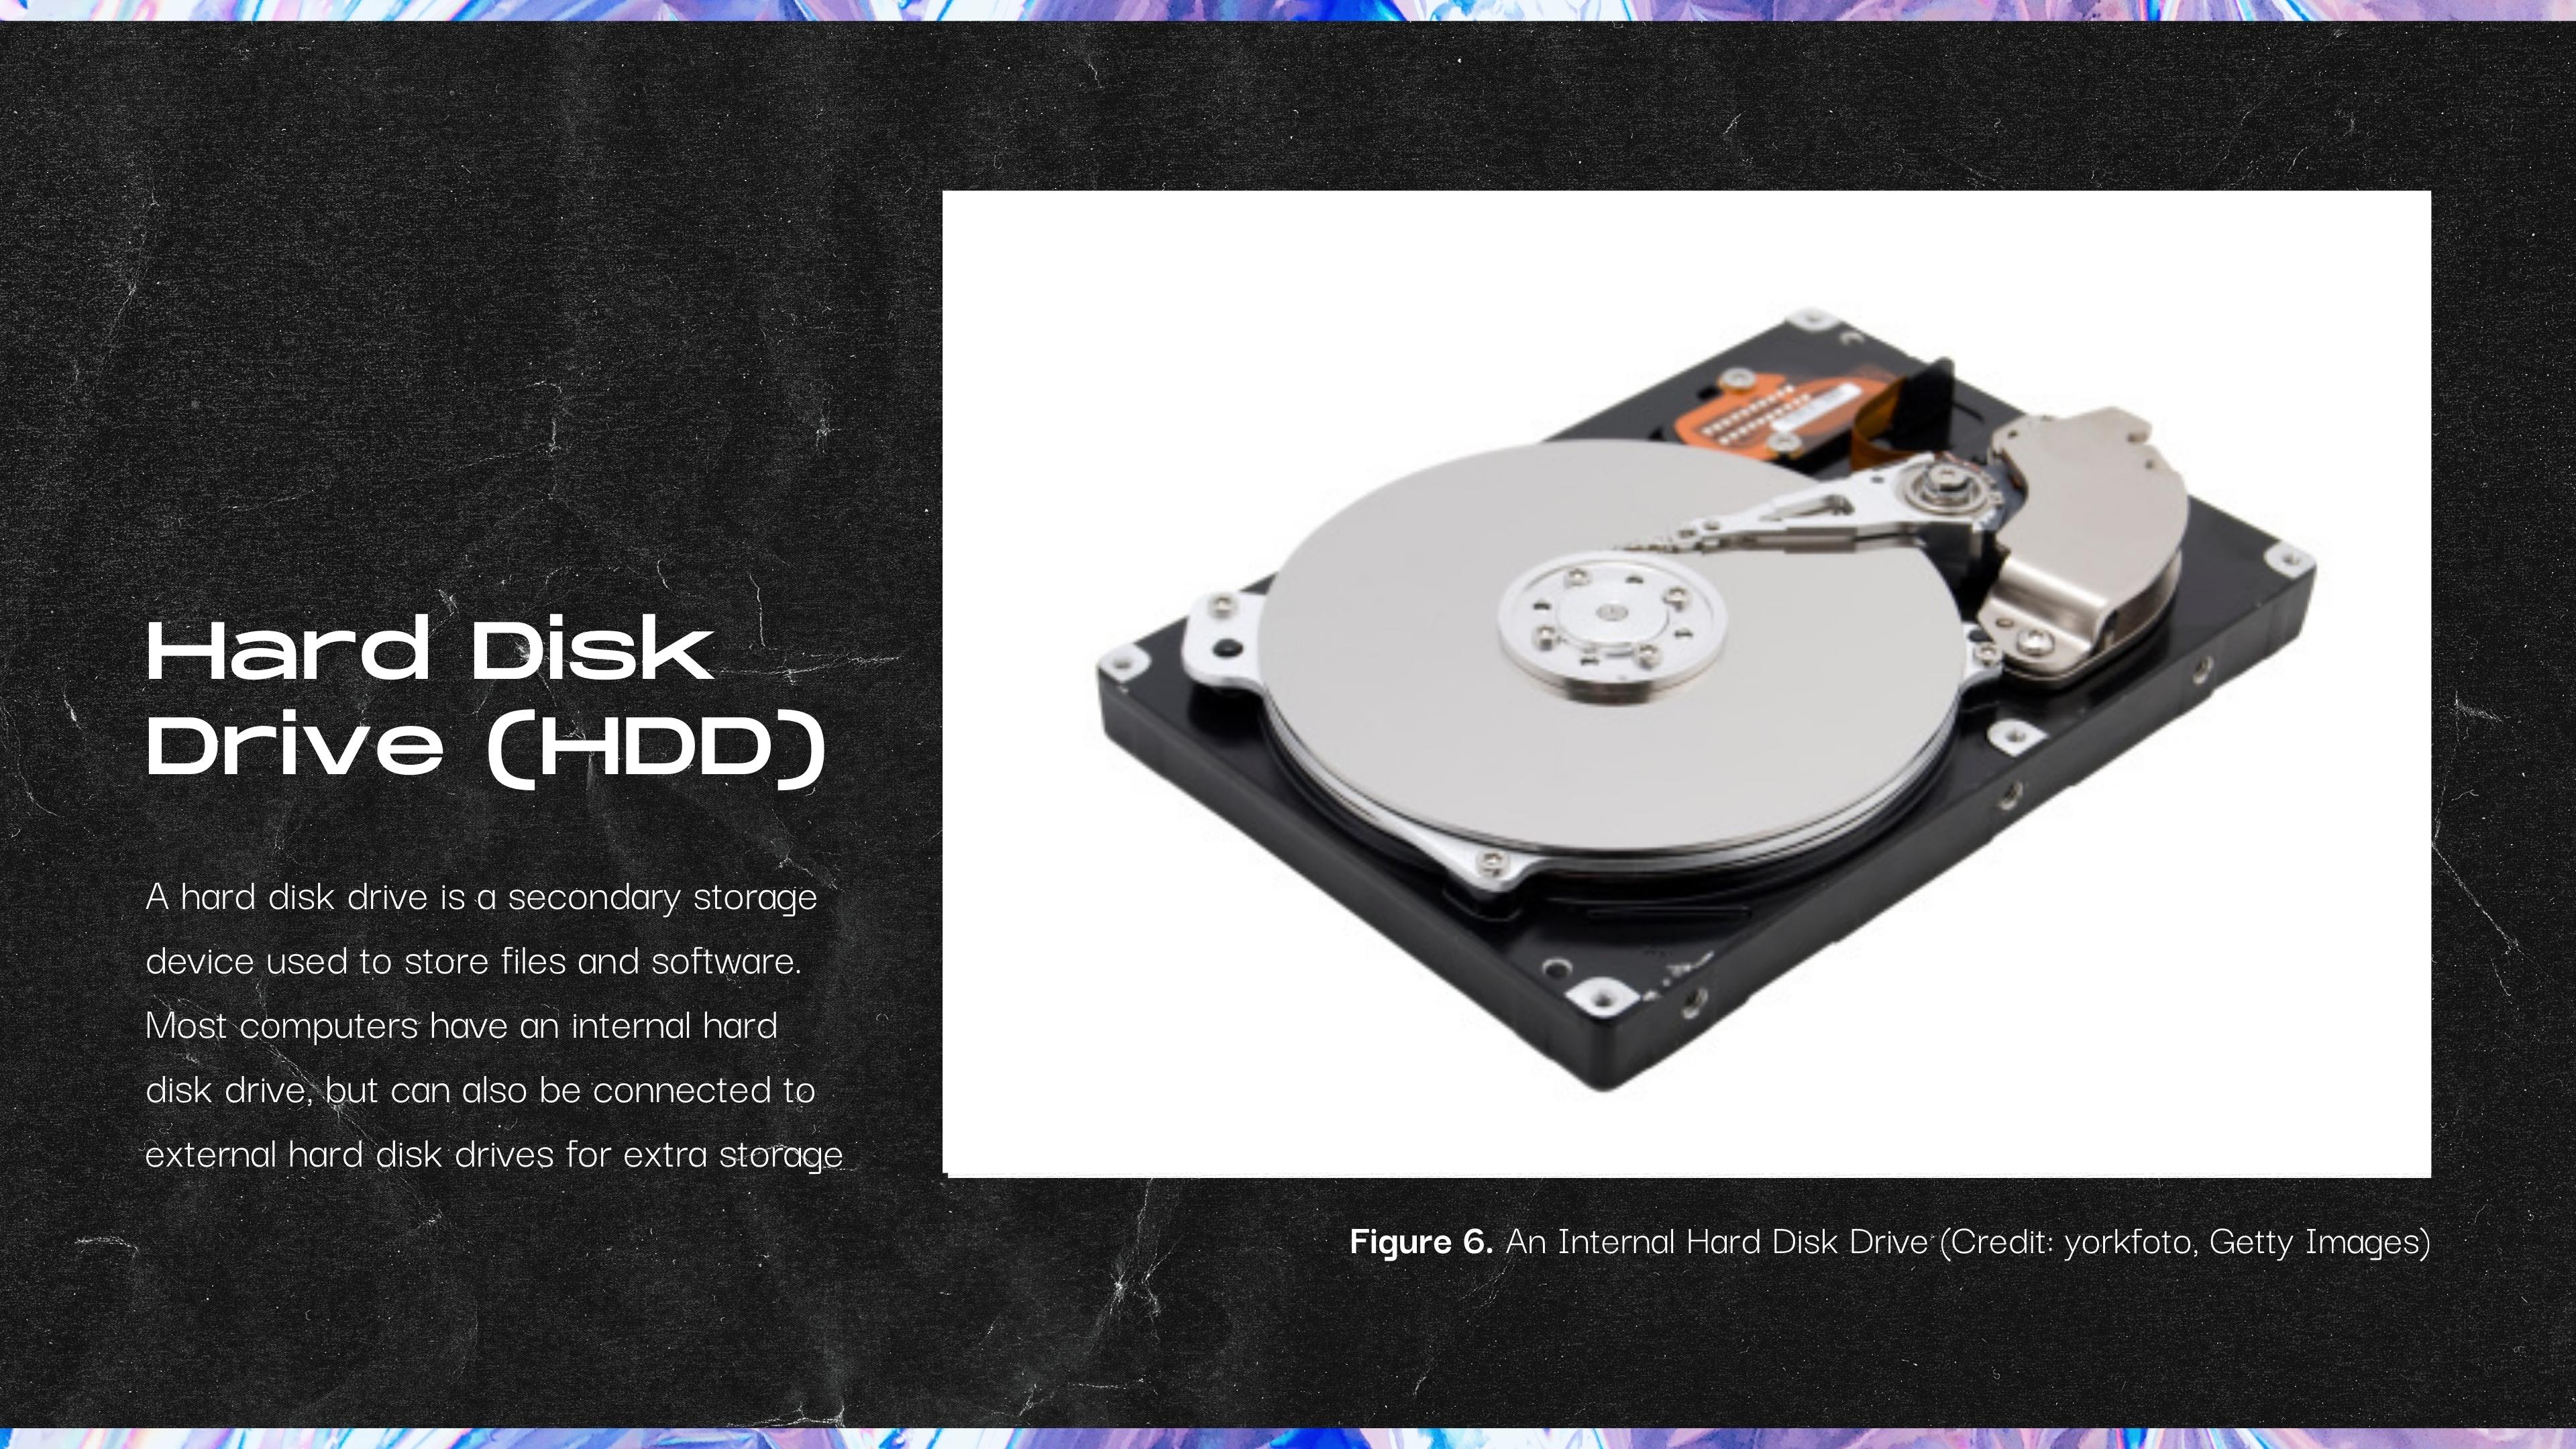 Hard Disk
Drive (HDD)
A hard disk drive is a secondary storage
device used to store files and software.
Most computers have an internal hard
disk drive, but can also be connected to
external hard disk drives for extra storage
Figure 6. An Internal Hard Disk Drive (Credit: yorkfoto, Getty Images)